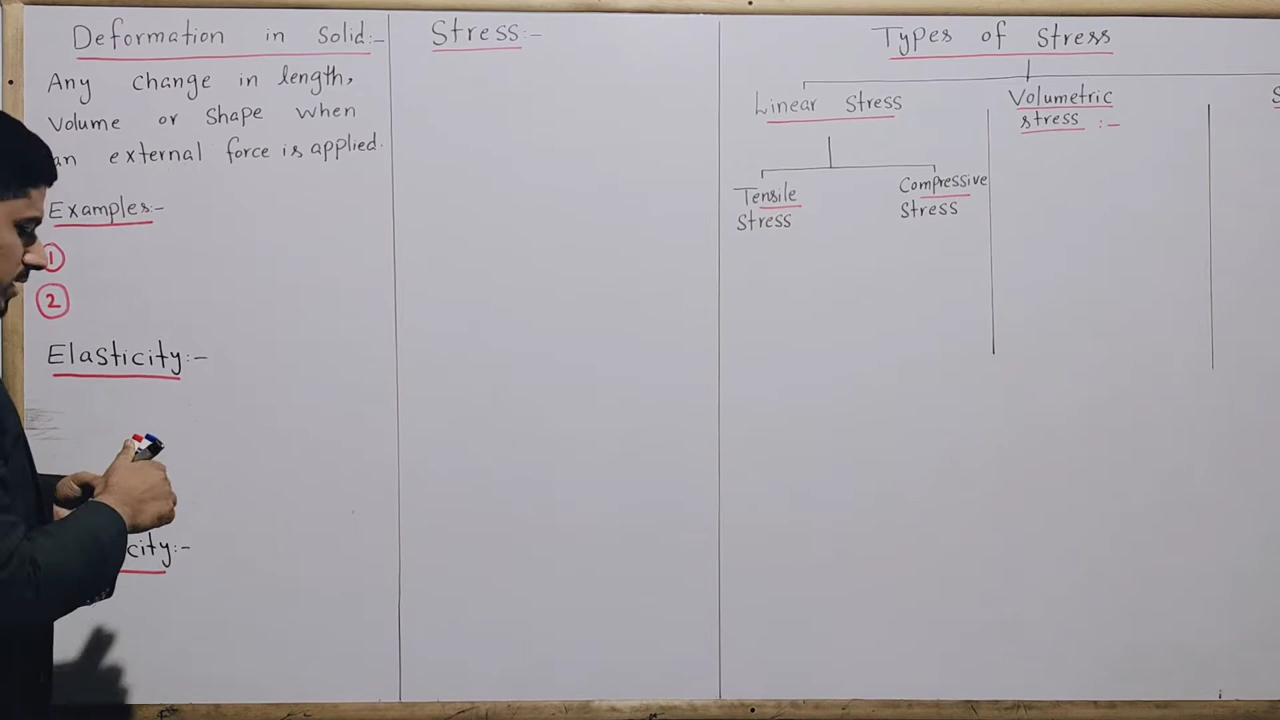 Deformation in Solid:-
Any change in length,
Volume or Shape when
an external force is applied.
Examples:-
1
2
Elasticity:-
city:-
Stress:-
Types of Stress
Linear Stress
Tensile
Stress
Compressive
Stress
Volumetric
stress :-
S